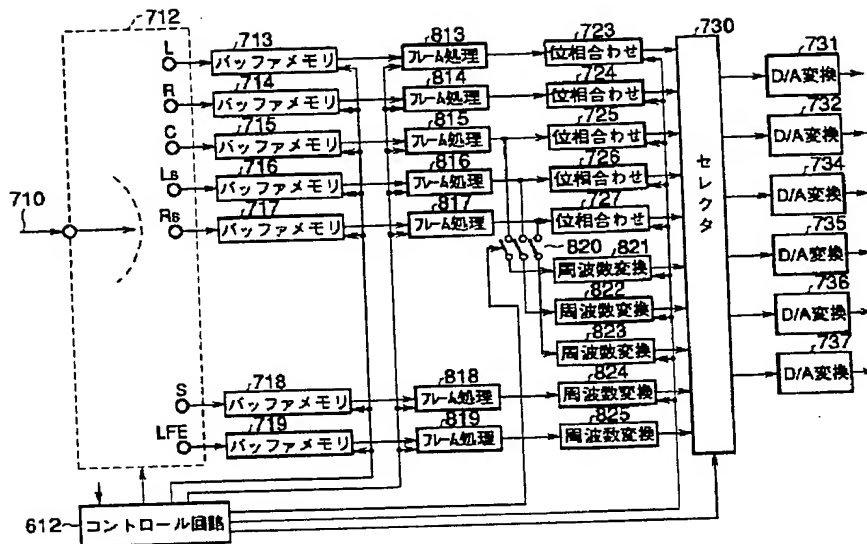 712
L
713
バッファメモリ
813
フレーム処理
723
位相合わせ
730
セレクタ
731
D/A変換
R
714
バッファメモリ
814
フレーム処理
724
位相合わせ
C
715
バッファメモリ
815
フレーム処理
725
位相合わせ
732
D/A変換
LB
716
バッファメモリ
816
フレーム処理
726
位相合わせ
734
D/A変換
710
RB
717
バッファメモリ
817
フレーム処理
727
位相合わせ
820
821
周波数変換
735
D/A変換
822
周波数変換
736
D/A変換
823
周波数変換
737
D/A変換
S
718
バッファメモリ
818
フレーム処理
824
周波数変換
LFE
719
バッファメモリ
819
フレーム処理
825
周波数変換
612
コントロール回路